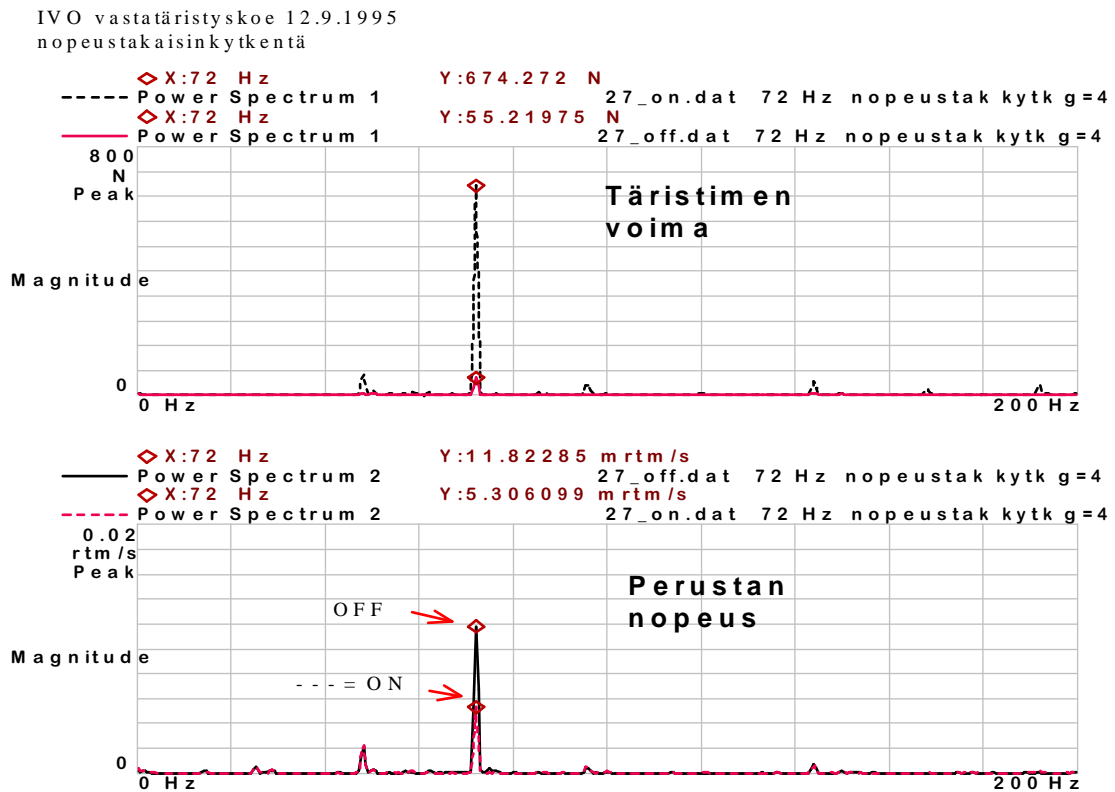 IVO vastatäristyskoe 12.9.1995
nopeustakaisinkytkentä
X:72 Hz Y:674.272 N
Power Spectrum 1 27_on.dat 72 Hz nopeustak kytk g=4
X:72 Hz Y:55.21975 N
Power Spectrum 1 27_off.dat 72 Hz nopeustak kytk g=4
800
N
Peak
Täristimen
voima
Magnitude
0
0 Hz 200 Hz
X:72 Hz Y:11.82285 mrtm/s
Power Spectrum 2 27_off.dat 72 Hz nopeustak kytk g=4
X:72 Hz Y:5.306099 mrtm/s
Power Spectrum 2 27_on.dat 72 Hz nopeustak kytk g=4
0.02
rtm/s
Peak
Perustan
nopeus
OFF
Magnitude
---= ON
0
0 Hz 200 Hz